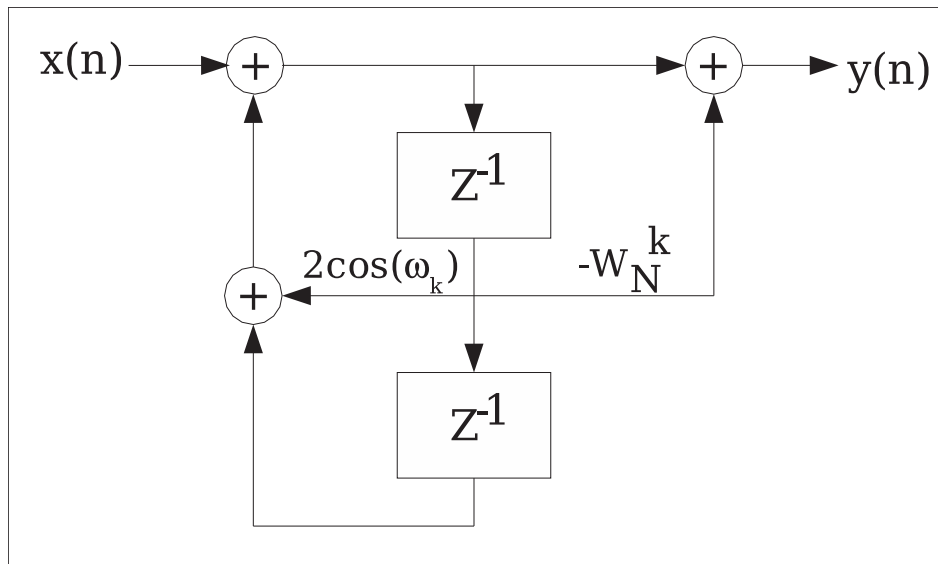 x(n)
+
+
y(n)
Z-1
2cos(ωk)
-WNk
+
Z-1